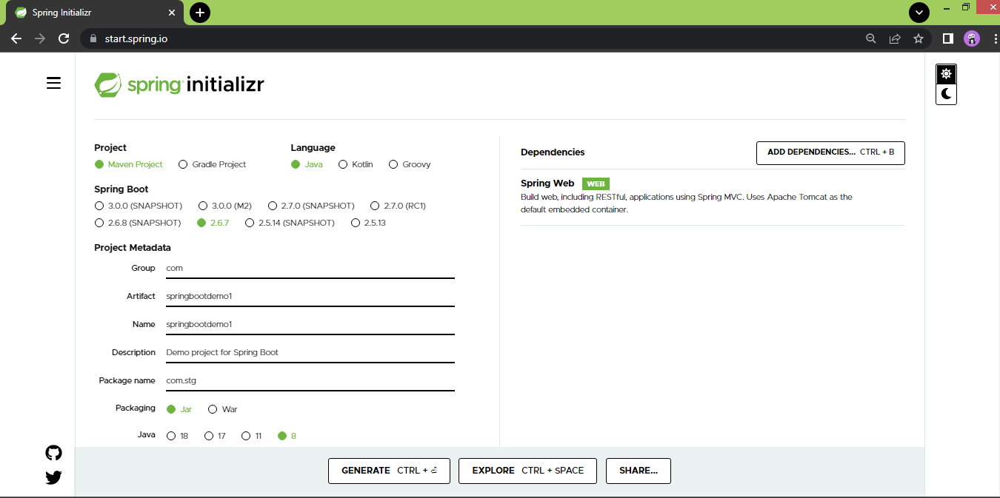 Spring Initializr
start.spring.io
spring initializr
Project
Maven Project Gradle Project
Language
Java Kotlin Groovy
Spring Boot
3.0.0 (SNAPSHOT) 3.0.0 (M2) 2.7.0 (SNAPSHOT) 2.7.0 (RC1)
2.6.8 (SNAPSHOT) 2.6.7 2.5.14 (SNAPSHOT) 2.5.13
Project Metadata
Group com
Artifact springbootdemo1
Name springbootdemo1
Description Demo project for Spring Boot
Package name com.stg
Packaging Jar War
Java 18 17 11 8
Dependencies
ADD DEPENDENCIES... CTRL + B
Spring Web WEB
Build web, including RESTful, applications using Spring MVC. Uses Apache Tomcat as the
default embedded container.
GENERATE CTRL + ⏎
EXPLORE CTRL + SPACE
SHARE...